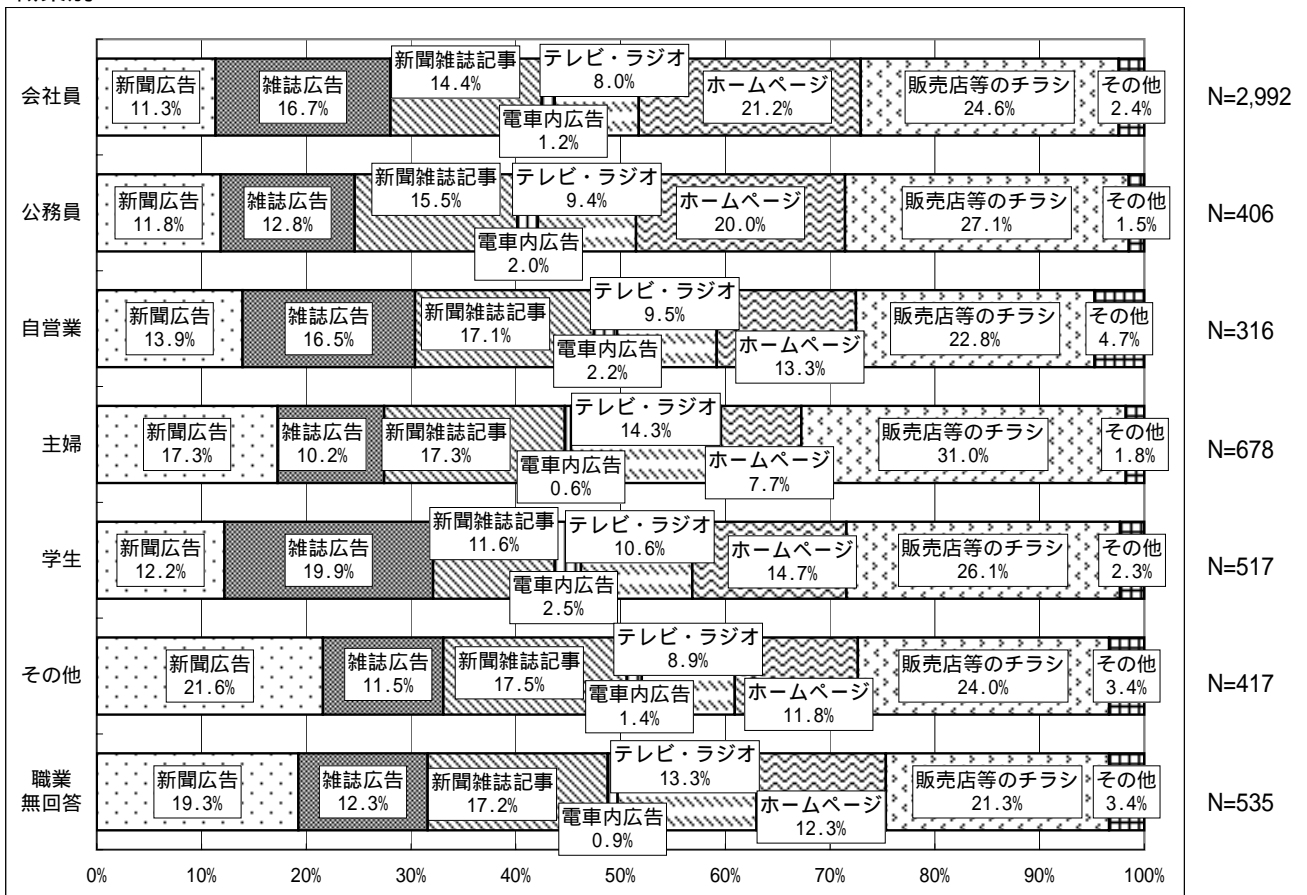 会社員
新聞広告
11.3%
雑誌広告
16.7%
新聞雑誌記事
14.4%
電車内広告
1.2%
テレビ・ラジオ
8.0%
ホームページ
21.2%
販売店等のチラシ
24.6%
その他
2.4%
N=2,992
公務員
新聞広告
11.8%
雑誌広告
12.8%
新聞雑誌記事
15.5%
電車内広告
2.0%
テレビ・ラジオ
9.4%
ホームページ
20.0%
販売店等のチラシ
27.1%
その他
1.5%
N=406
自営業
新聞広告
13.9%
雑誌広告
16.5%
新聞雑誌記事
17.1%
電車内広告
2.2%
テレビ・ラジオ
9.5%
ホームページ
13.3%
販売店等のチラシ
22.8%
その他
4.7%
N=316
主婦
新聞広告
17.3%
雑誌広告
10.2%
新聞雑誌記事
17.3%
電車内広告
0.6%
テレビ・ラジオ
14.3%
ホームページ
7.7%
販売店等のチラシ
31.0%
その他
1.8%
N=678
学生
新聞広告
12.2%
雑誌広告
19.9%
新聞雑誌記事
11.6%
電車内広告
2.5%
テレビ・ラジオ
10.6%
ホームページ
14.7%
販売店等のチラシ
26.1%
その他
2.3%
N=517
その他
新聞広告
21.6%
雑誌広告
11.5%
新聞雑誌記事
17.5%
電車内広告
1.4%
テレビ・ラジオ
8.9%
ホームページ
11.8%
販売店等のチラシ
24.0%
その他
3.4%
N=417
職業
無回答
新聞広告
19.3%
雑誌広告
12.3%
新聞雑誌記事
17.2%
電車内広告
0.9%
テレビ・ラジオ
13.3%
ホームページ
12.3%
販売店等のチラシ
21.3%
その他
3.4%
N=535
0% 10% 20% 30% 40% 50% 60% 70% 80% 90% 100%